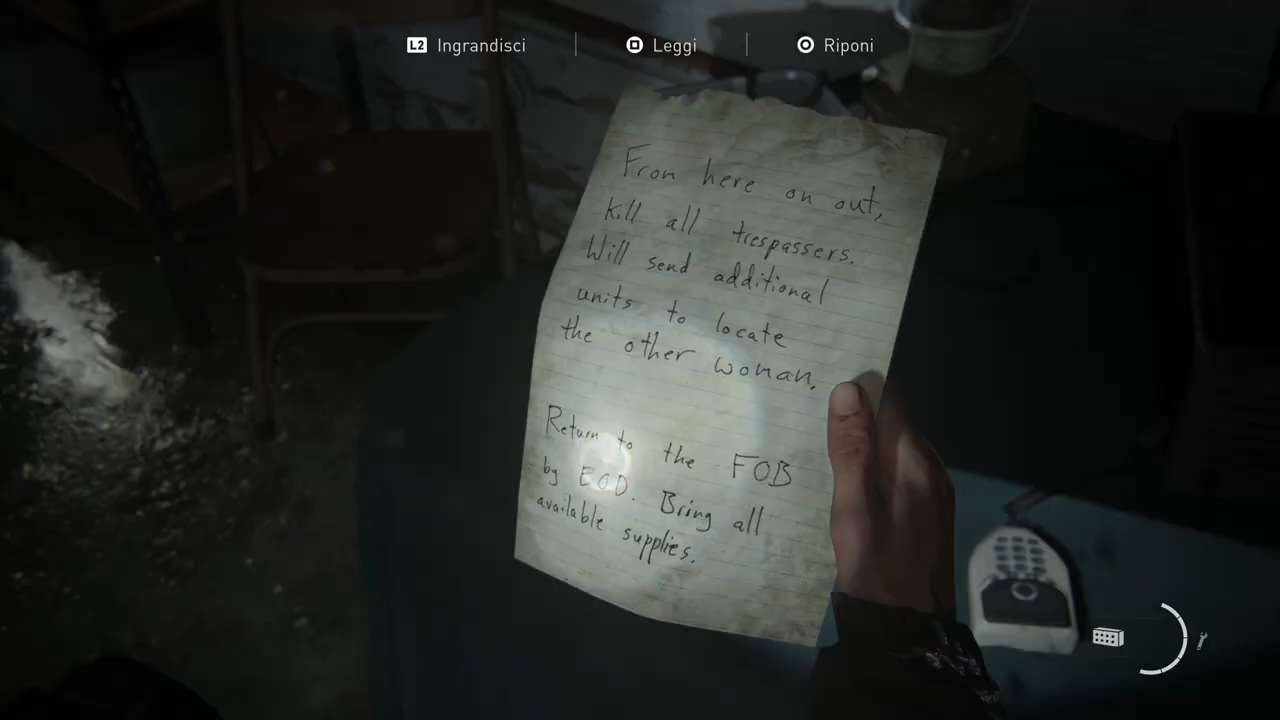 L2 Ingrandisci
Leggi
Riponi
From here on out,
kill all trespassers.
Will send additional
units to locate
the other woman.
Return to the FOB
by EOD. Bring all
available supplies.